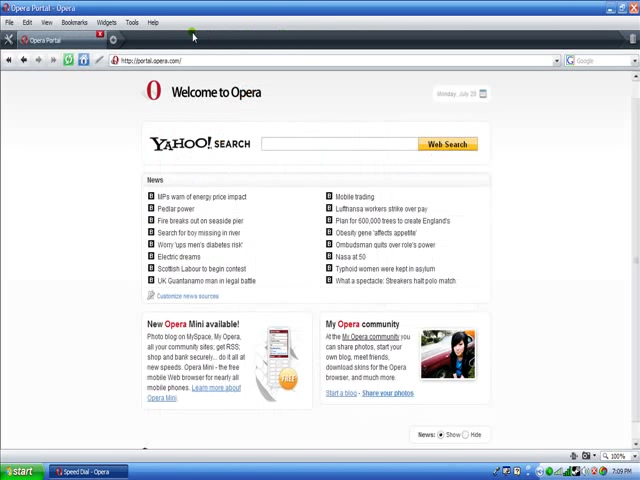 Opera Portal - Opera
File Edit View Bookmarks Widgets Tools Help
Opera Portal
http://portal.opera.com/
Google
Welcome to Opera
Monday, July 28
YAHOO! SEARCH
Web Search
News
MPs warn of energy price impact
Pedlar power
Fire breaks out on seaside pier
Search for boy missing in river
Worry 'ups men's diabetes risk'
Electric dreams
Scottish Labour to begin contest
UK Guantanamo man in legal battle
Mobile trading
Lufthansa workers strike over pay
Plan for 600,000 trees to create England's
Obesity gene 'affects appetite'
Ombudsman quits over role's power
Nasa at 50
Typhoid women were kept in asylum
What a spectacle: Streakers halt polo match
Customize news sources
New Opera Mini available!
Photo blog on MySpace, My Opera,
all your community sites; get RSS;
shop and bank securely... do it all
at new speeds. Opera Mini - the free
mobile Web browser for nearly all
mobile phones. Learn more about
Opera Mini.
FREE
My Opera community
At the My Opera community you
can share photos, start your
own blog, meet friends,
download skins for the Opera
browser, and much more.
Start a blog - Share your photos
News: Show Hide
100%
start
Speed Dial - Opera
7:09 PM